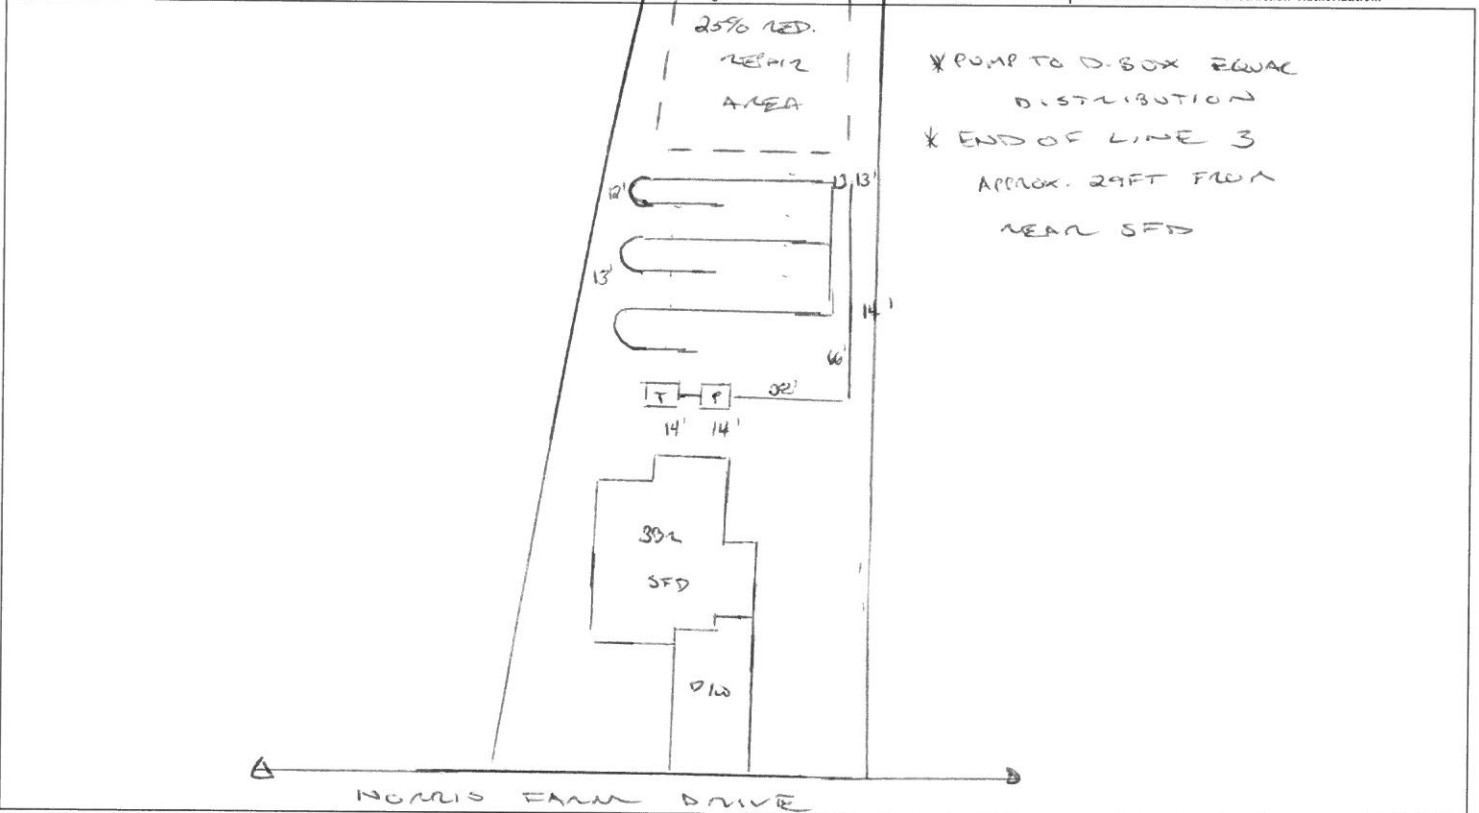 25% RED.
REPAIR
AREA
* PUMP TO D-BOX EQUAL
DISTRIBUTION
* END OF LINE 3
APPROX. 29FT FROM
REAR SFD
12'
13'
13'
13'
14'
66'
T
P
14'
14'
3BR
SFD
D/W
NORRIS FARM DRIVE